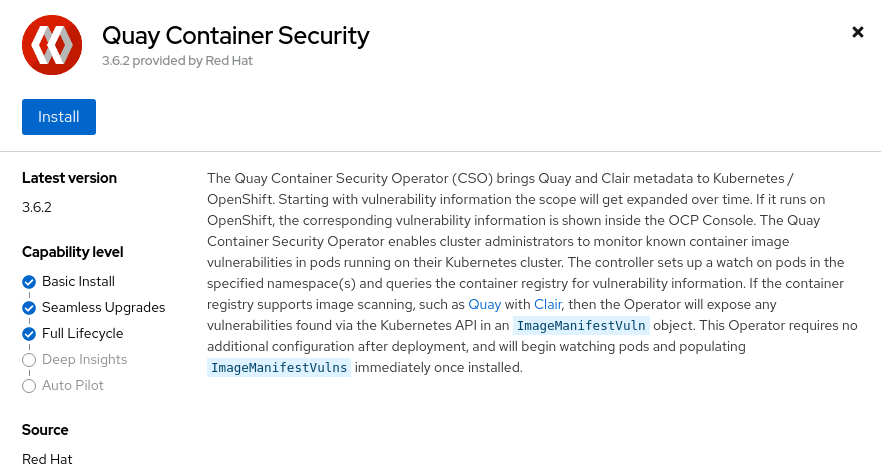 Quay Container Security
3.6.2 provided by Red Hat
Install
Latest version
3.6.2
Capability level
Basic Install
Seamless Upgrades
Full Lifecycle
Deep Insights
Auto Pilot
Source
Red Hat
The Quay Container Security Operator (CSO) brings Quay and Clair metadata to Kubernetes /
OpenShift. Starting with vulnerability information the scope will get expanded over time. If it runs on
OpenShift, the corresponding vulnerability information is shown inside the OCP Console. The Quay
Container Security Operator enables cluster administrators to monitor known container image
vulnerabilities in pods running on their Kubernetes cluster. The controller sets up a watch on pods in the
specified namespace(s) and queries the container registry for vulnerability information. If the container
registry supports image scanning, such as Quay with Clair, then the Operator will expose any
vulnerabilities found via the Kubernetes API in an ImageManifestVuln object. This Operator requires no
additional configuration after deployment, and will begin watching pods and populating
ImageManifestVulns immediately once installed.